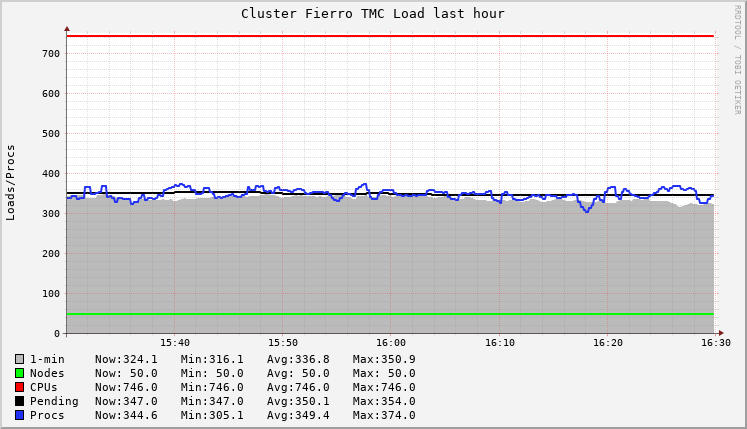 Cluster Fierro TMC Load last hour
RRDTOOL / TOBI OETIKER
Loads/Procs
700
600
500
400
300
200
100
0
15:40 15:50 16:00 16:10 16:20 16:30
1-min Now:324.1 Min:316.1 Avg:336.8 Max:350.9
Nodes Now: 50.0 Min: 50.0 Avg: 50.0 Max: 50.0
CPUs Now:746.0 Min:746.0 Avg:746.0 Max:746.0
Pending Now:347.0 Min:347.0 Avg:350.1 Max:354.0
Procs Now:344.6 Min:305.1 Avg:349.4 Max:374.0